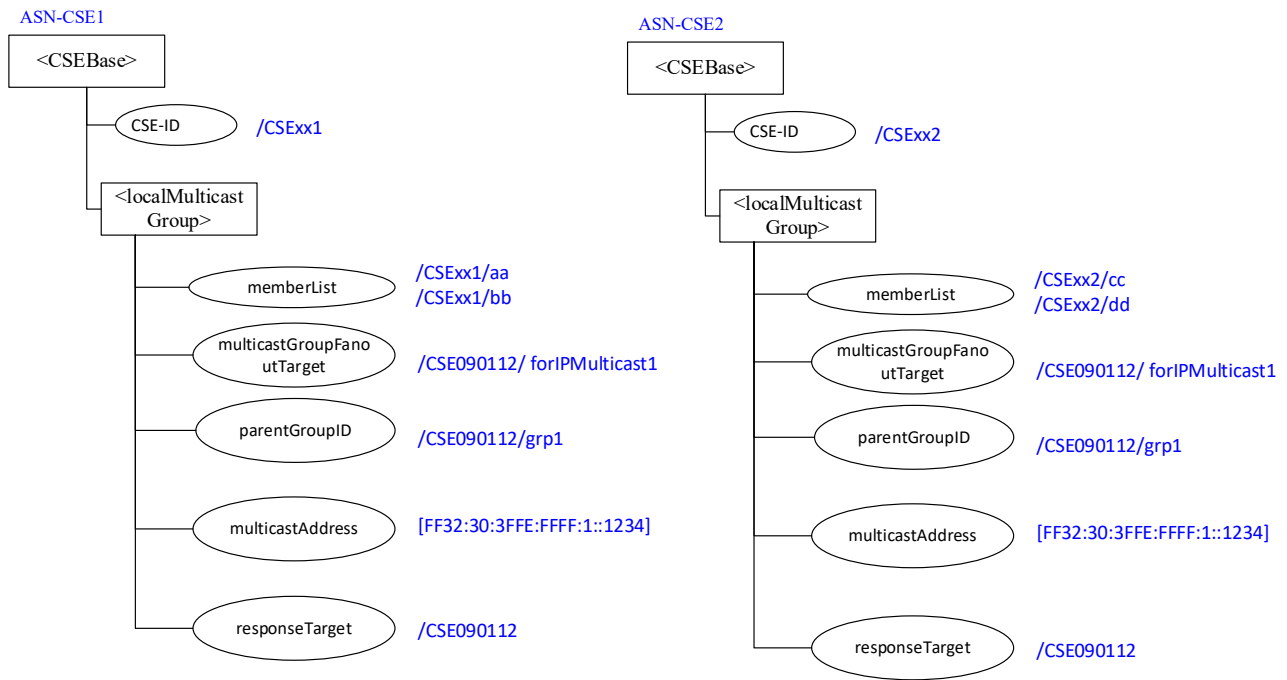 ASN-CSE1
<CSEBase>
CSE-ID
/CSExx1
<localMulticast
Group>
memberList
/CSExx1/aa
/CSExx1/bb
multicastGroupFano
utTarget
/CSE090112/ forIPMulticast1
parentGroupID
/CSE090112/grp1
multicastAddress
[FF32:30:3FFE:FFFF:1::1234]
responseTarget
/CSE090112
ASN-CSE2
<CSEBase>
CSE-ID
/CSExx2
<localMulticast
Group>
memberList
/CSExx2/cc
/CSExx2/dd
multicastGroupFano
utTarget
/CSE090112/ forIPMulticast1
parentGroupID
/CSE090112/grp1
multicastAddress
[FF32:30:3FFE:FFFF:1::1234]
responseTarget
/CSE090112